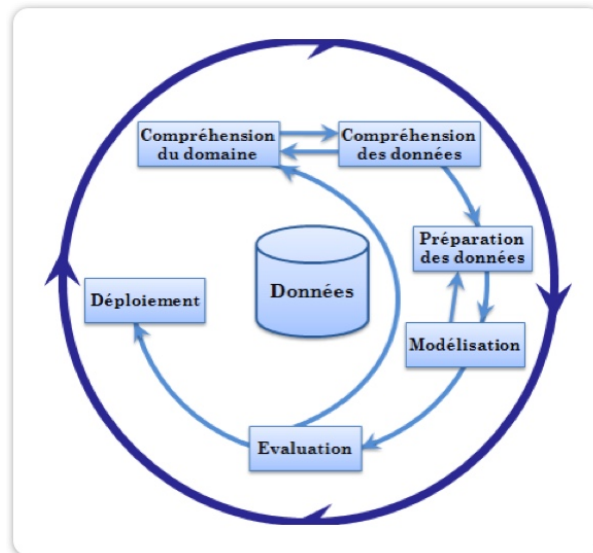 Compréhension
du domaine
Compréhension
des données
Préparation
des données
Données
Déploiement
Modélisation
Evaluation